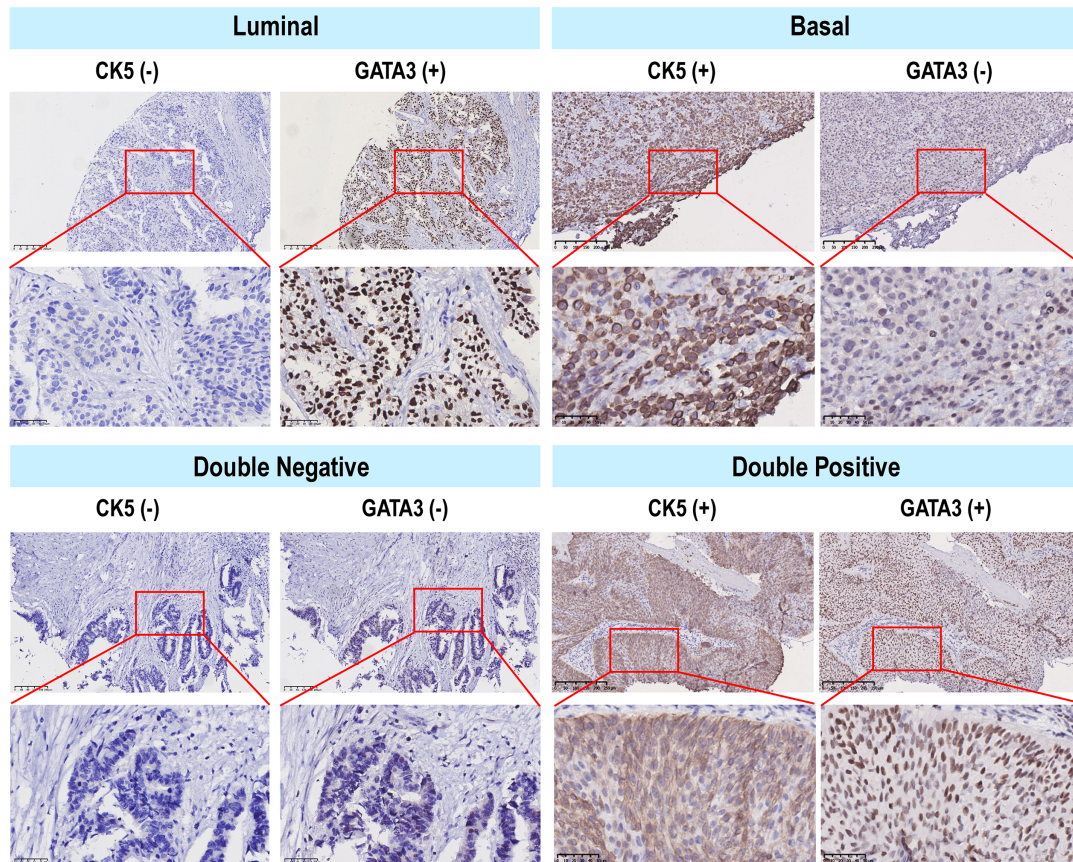 Luminal
Basal
CK5 (-)
GATA3 (+)
CK5 (+)
GATA3 (-)
Double Negative
Double Positive
CK5 (-)
GATA3 (-)
CK5 (+)
GATA3 (+)